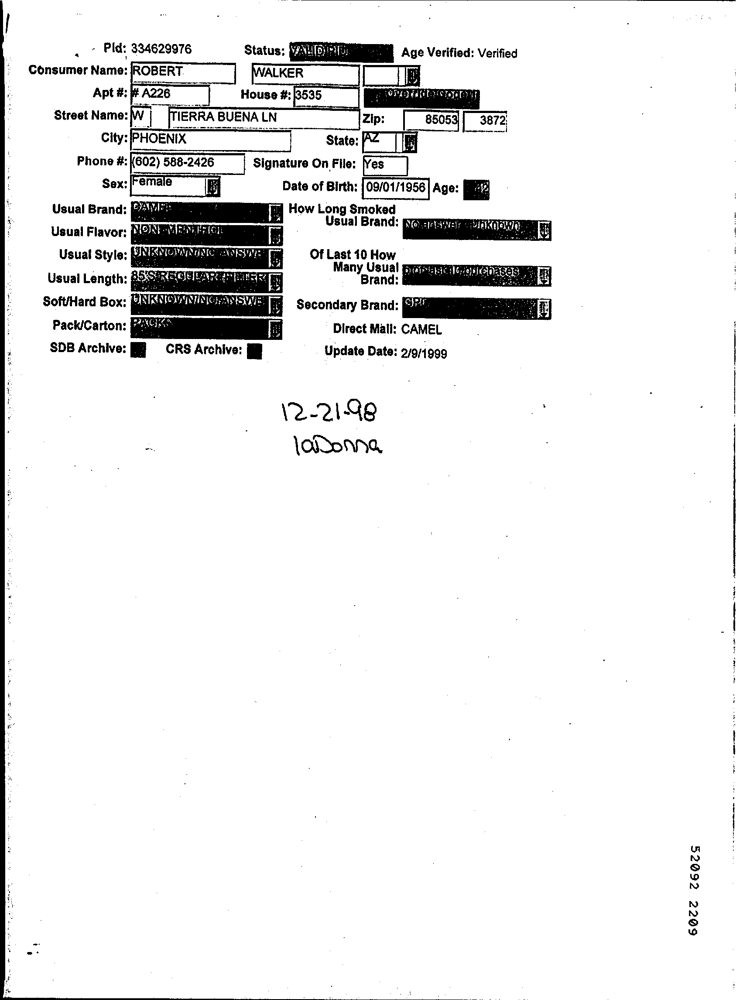 Pid: 334629976 Status: VALID PID Age Verified: Verified
Consumer Name: ROBERT WALKER
Apt #: # A226 House #: 3535
Street Name: W TIERRA BUENA LN Zip: 85053 3872
City: PHOENIX State: AZ
Phone #: (602) 588-2426 Signature On File: Yes
Sex: Female Date of Birth: 09/01/1956 Age: 42
Usual Brand: CAMEL How Long Smoked
Usual Brand: No answer/Unknown
Usual Flavor: NON-MENTHOL
Usual Style: UNKNOWN/NO ANSWE Of Last 10 How
Many Usual
Brand:
Usual Length: 85'S REGULAR FILTER
Soft/Hard Box: UNKNOWN/NO ANSWE Secondary Brand:
Pack/Carton: PACKS Direct Mail: CAMEL
SDB Archive: CRS Archive: Update Date: 2/9/1999
12-21-98
laDonna
52092 2209